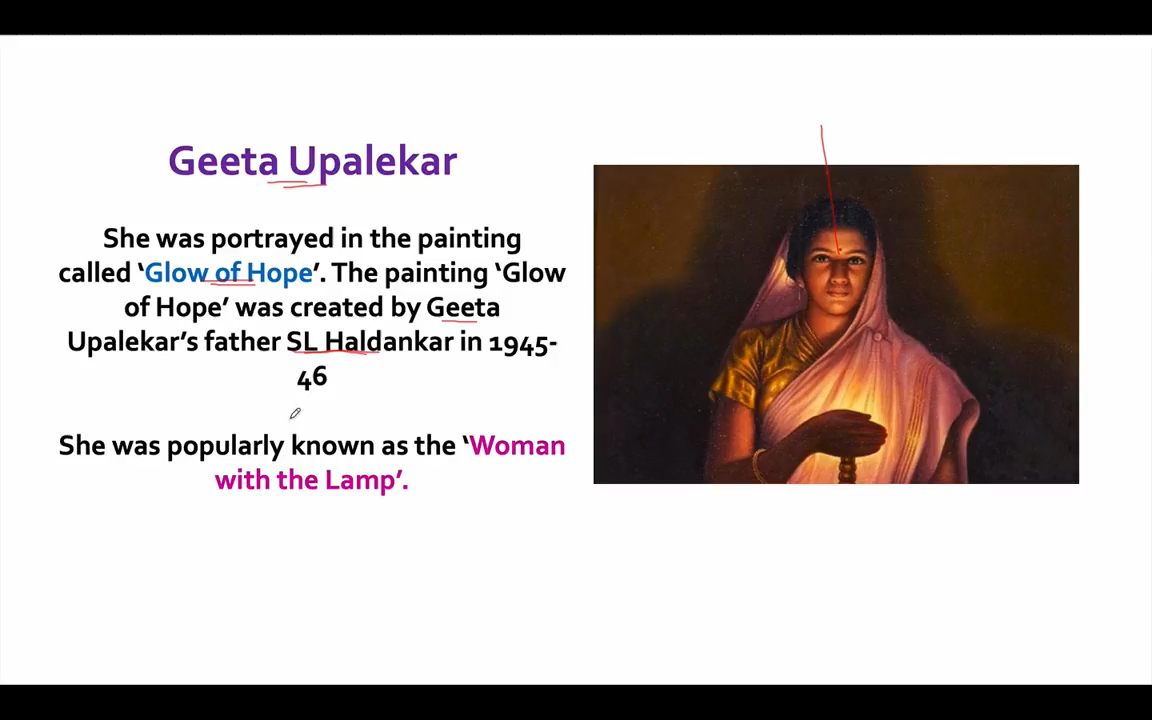 Geeta Upalekar
She was portrayed in the painting
called ‘Glow of Hope’. The painting ‘Glow
of Hope’ was created by Geeta
Upalekar’s father SL Haldankar in 1945-
46
She was popularly known as the ‘Woman
with the Lamp’.